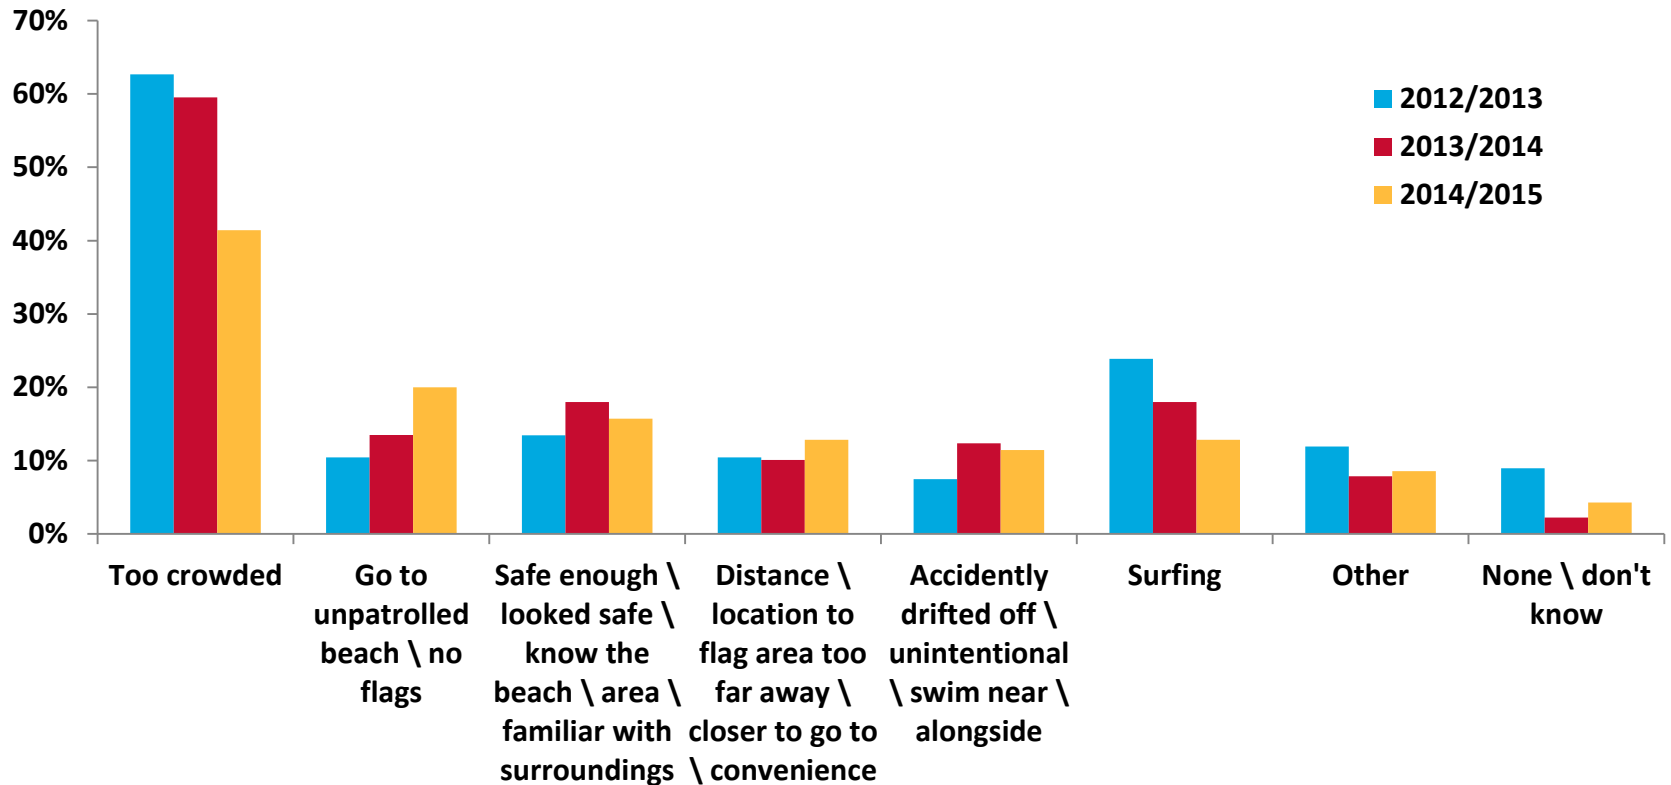 70%
60%
50%
40%
30%
20%
10%
0%
2012/2013
2013/2014
2014/2015
Too crowded
Go to
unpatrolled
beach \ no
flags
Safe enough \
looked safe \
know the
beach \ area \
familiar with
surroundings
Distance \
location to
flag area too
far away \
closer to go to
\ convenience
Accidently
drifted off \
unintentional
\ swim near \
alongside
Surfing
Other
None \ don't
know